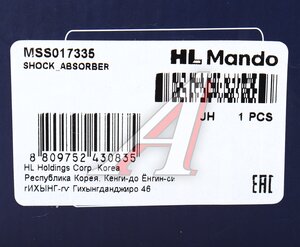 MSS017335
SHOCK_ABSORBER
HL Mando
JH 1 PCS
8 809752 430835
HL Holdings Corp. Korea
Республика Корея, Кенги-до Ёнгин-си
гИХЫНГ-гу Гихынгданджиро 46
EAC